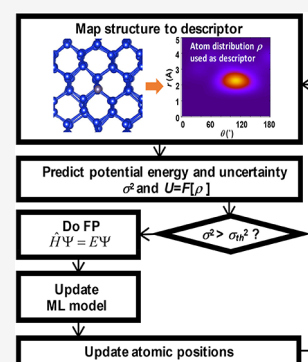 Map structure to descriptor
Atom distribution ρ
used as descriptor
r(Å)
5
4
3
2
1
0
0 60 120 180
θ(°)
Predict potential energy and uncertainty
σ² and U=F[ρ]
Do FP
ĤΨ = EΨ
σ² > σth² ?
Update
ML model
Update atomic positions